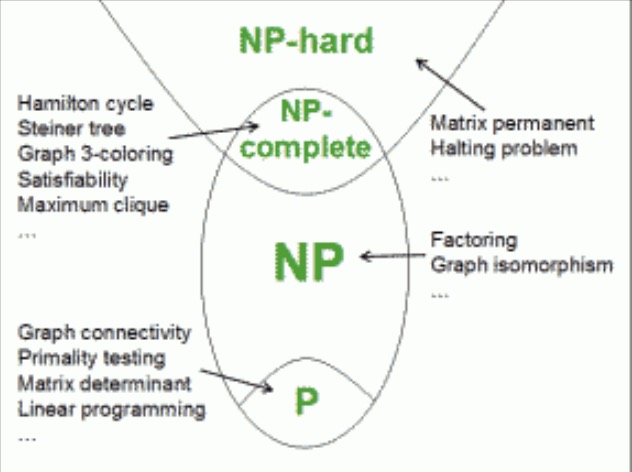 NP-hard
Hamilton cycle
Steiner tree
Graph 3-coloring
Satisfiability
Maximum clique
...
NP-
complete
Matrix permanent
Halting problem
...
NP
Factoring
Graph isomorphism
...
Graph connectivity
Primality testing
Matrix determinant
Linear programming
...
P